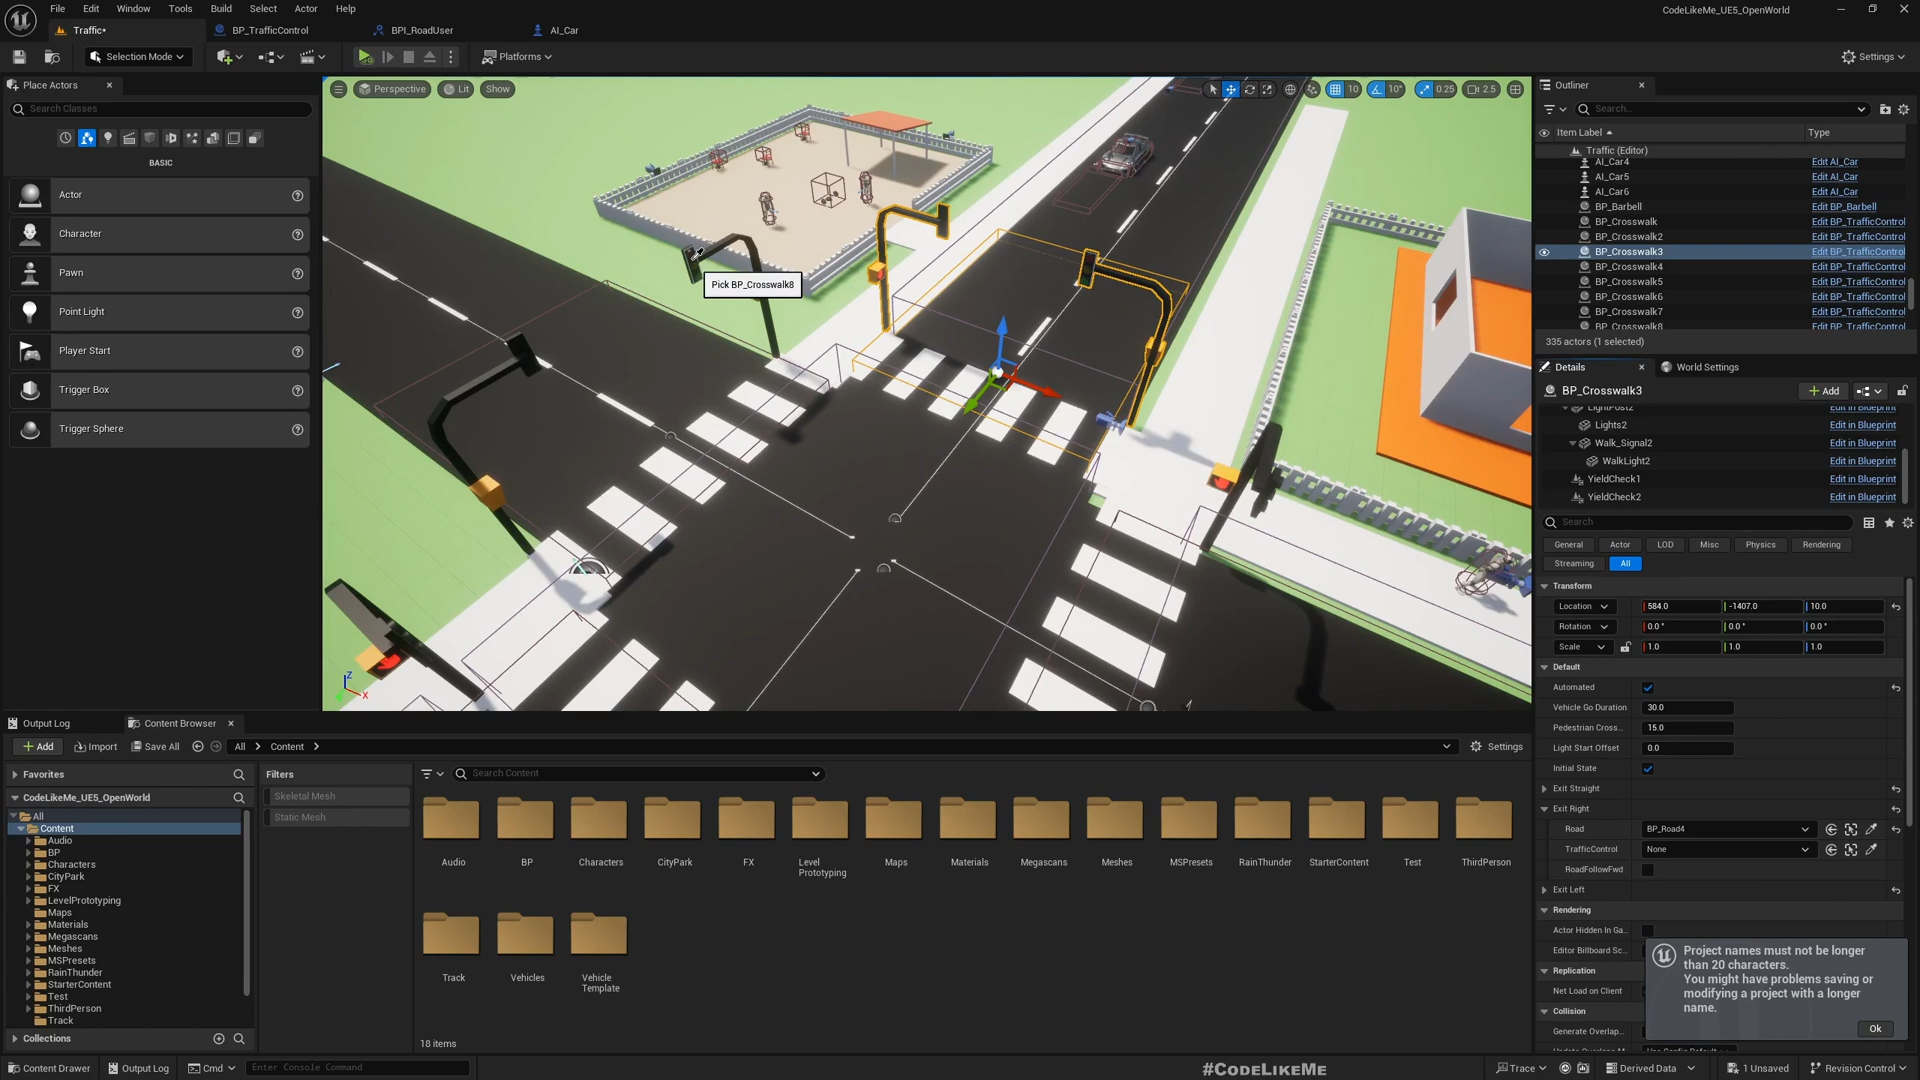 File Edit Window Tools Build Select Actor Help
CodeLikeMe_UE5_OpenWorld
Traffic•
BP_TrafficControl
BPI_RoadUser
AI_Car
Selection Mode
Platforms
Settings
Place Actors
Search Classes
BASIC
Actor
Character
Pawn
Point Light
Player Start
Trigger Box
Trigger Sphere
Perspective
Lit
Show
10
10°
0.25
2.5
Pick BP_Crosswalk8
Z
X
Outliner
Search...
Item Label
Type
Traffic (Editor)
AI_Car4 Edit AI_Car
AI_Car5 Edit AI_Car
AI_Car6 Edit AI_Car
BP_Barbell Edit BP_Barbell
BP_Crosswalk Edit BP_TrafficControl
BP_Crosswalk2 Edit BP_TrafficControl
BP_Crosswalk3 Edit BP_TrafficControl
BP_Crosswalk4 Edit BP_TrafficControl
BP_Crosswalk5 Edit BP_TrafficControl
BP_Crosswalk6 Edit BP_TrafficControl
BP_Crosswalk7 Edit BP_TrafficControl
BP_Crosswalk8 Edit BP_TrafficControl
335 actors (1 selected)
Details
World Settings
BP_Crosswalk3
Add
LightPost2 Edit in Blueprint
Lights2 Edit in Blueprint
Walk_Signal2 Edit in Blueprint
WalkLight2 Edit in Blueprint
YieldCheck1 Edit in Blueprint
YieldCheck2 Edit in Blueprint
Search
General Actor LOD Misc Physics Rendering
Streaming All
Transform
Location 584.0 -1407.0 10.0
Rotation 0.0° 0.0° 0.0°
Scale 1.0 1.0 1.0
Default
Automated
Vehicle Go Duration 30.0
Pedestrian Cross.. 15.0
Light Start Offset 0.0
Initial State
Exit Straight
Exit Right
Road BP_Road4
TrafficControl None
RoadFollowFwd
Exit Left
Rendering
Actor Hidden In Ga..
Editor Billboard Sc..
Replication
Net Load on Client
Collision
Generate Overlap..
Project names must not be longer
than 20 characters.
You might have problems saving or
modifying a project with a longer
name.
Ok
Output Log
Content Browser
Add
Import
Save All
All
Content
Settings
Favorites
CodeLikeMe_UE5_OpenWorld
All
Content
Audio
BP
Characters
CityPark
FX
LevelPrototyping
Maps
Materials
Megascans
Meshes
MSPresets
RainThunder
StarterContent
Test
ThirdPerson
Track
Collections
Filters
Skeletal Mesh
Static Mesh
Search Content
Audio
BP
Characters
CityPark
FX
Level
Prototyping
Maps
Materials
Megascans
Meshes
MSPresets
RainThunder
StarterContent
Test
ThirdPerson
Track
Vehicles
Vehicle
Template
18 items
Content Drawer
Output Log
Cmd
Enter Console Command
#CODELIKEME
Trace
Derived Data
1 Unsaved
Revision Control